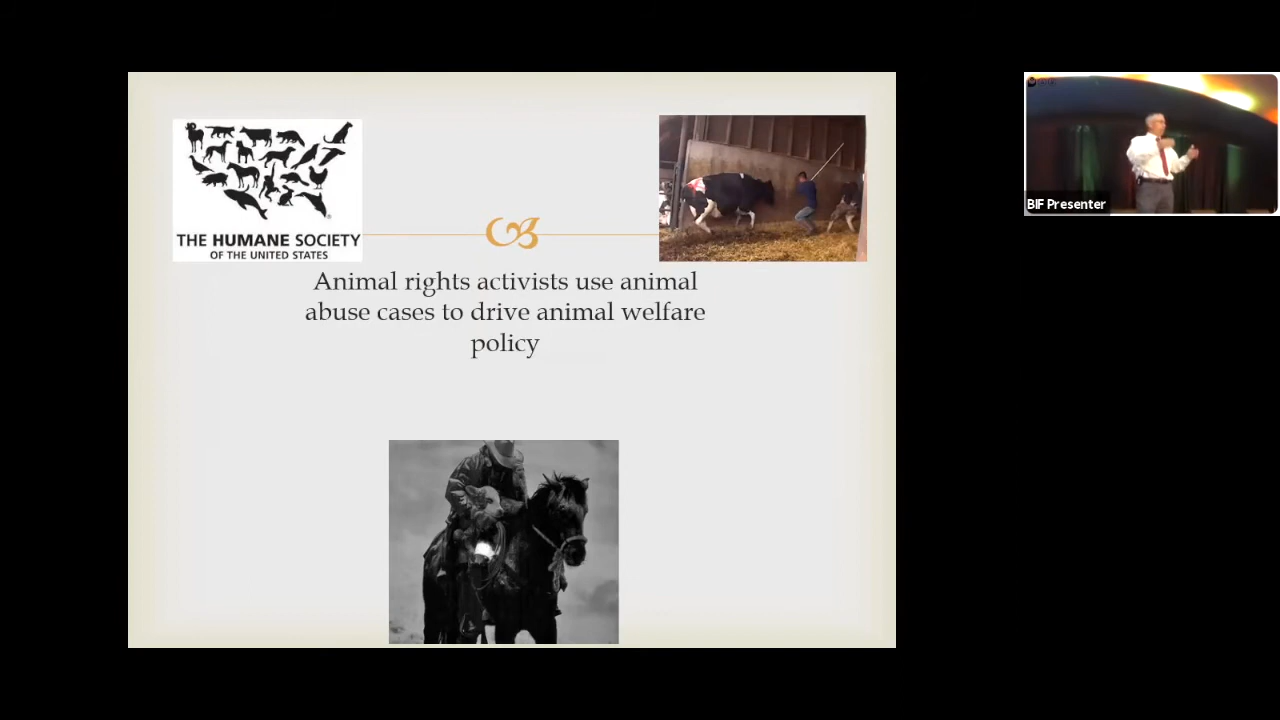 THE HUMANE SOCIETY
OF THE UNITED STATES
Animal rights activists use animal
abuse cases to drive animal welfare
policy
BIF Presenter